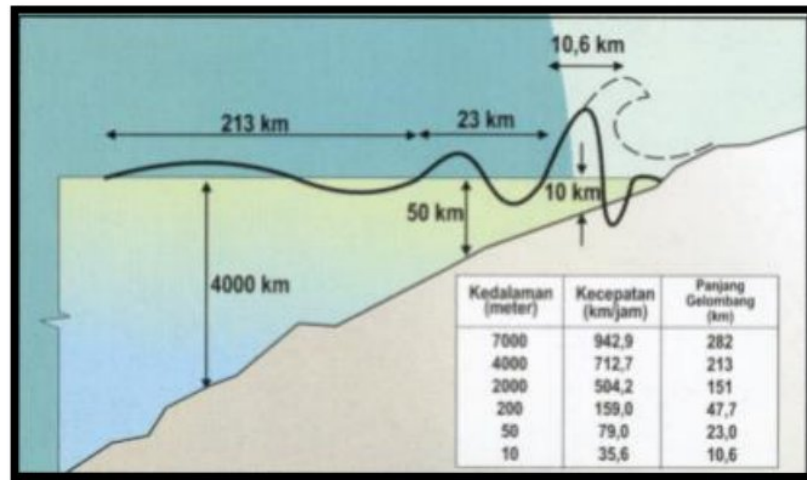 10,6 km
213 km
23 km
10 km
50 km
4000 km
Kedalaman (meter) Kecepatan (km/jam) Panjang Gelombang (km)
7000 942,9 282
4000 712,7 213
2000 504,2 151
200 159,0 47,7
50 79,0 23,0
10 35,6 10,6